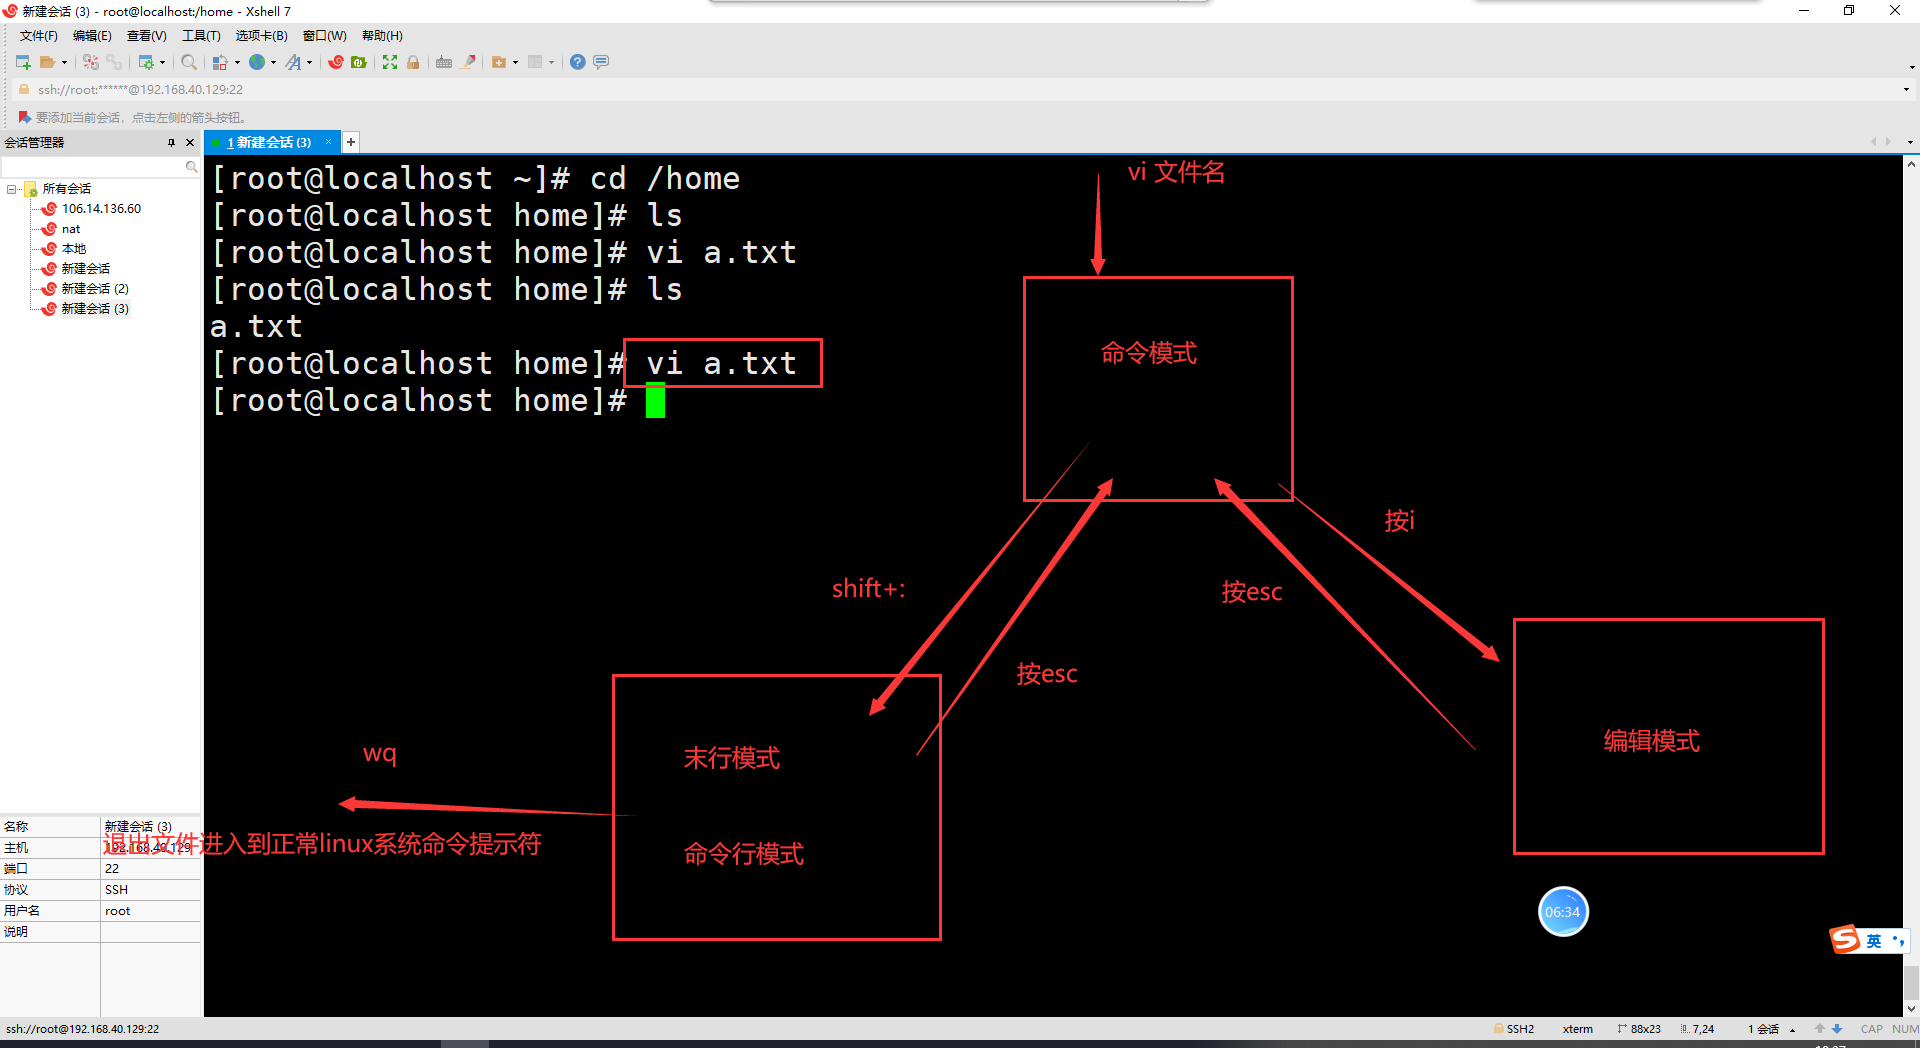 新建会话 (3) - root@localhost:/home - Xshell 7
文件(F) 编辑(E) 查看(V) 工具(T) 选项卡(B) 窗口(W) 帮助(H)
ssh://root:******@192.168.40.129:22
要添加当前会话，点击左侧的箭头按钮。
会话管理器
1 新建会话 (3)
所有会话
106.14.136.60
nat
本地
新建会话
新建会话 (2)
新建会话 (3)
[root@localhost ~]# cd /home
[root@localhost home]# ls
[root@localhost home]# vi a.txt
[root@localhost home]# ls
a.txt
[root@localhost home]# vi a.txt
[root@localhost home]#
vi 文件名
命令模式
按i
shift+:
按esc
按esc
编辑模式
末行模式
命令行模式
wq
退出文件进入到正常linux系统命令提示符
名称 新建会话 (3)
主机 192.168.40.129
端口 22
协议 SSH
用户名 root
说明
06:34
英
ssh://root@192.168.40.129:22
SSH2 xterm 88x23 7,24 1 会话 CAP NUM